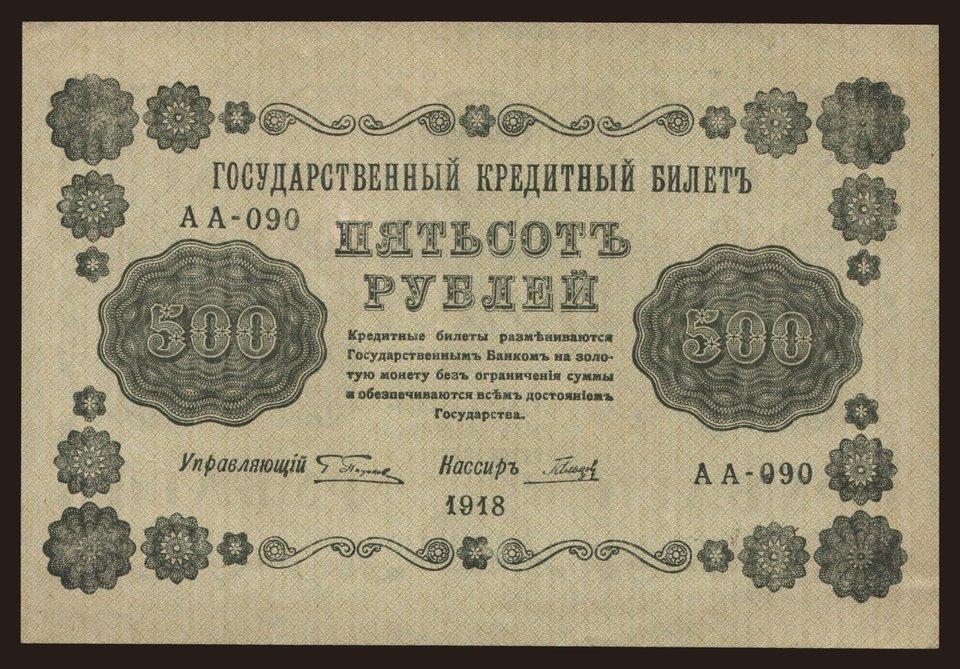 ГОСУДАРСТВЕННЫЙ КРЕДИТНЫЙ БИЛЕТЪ
АА-090
ПЯТЬСОТЪ
РУБЛЕЙ
500
500
Кредитные билеты размѣниваются
Государственнымъ Банкомъ на золо-
тую монету безъ ограниченія суммы
и обезпечиваются всѣмъ достояніемъ
Государства.
Управляющій
Кассиръ
АА-090
1918